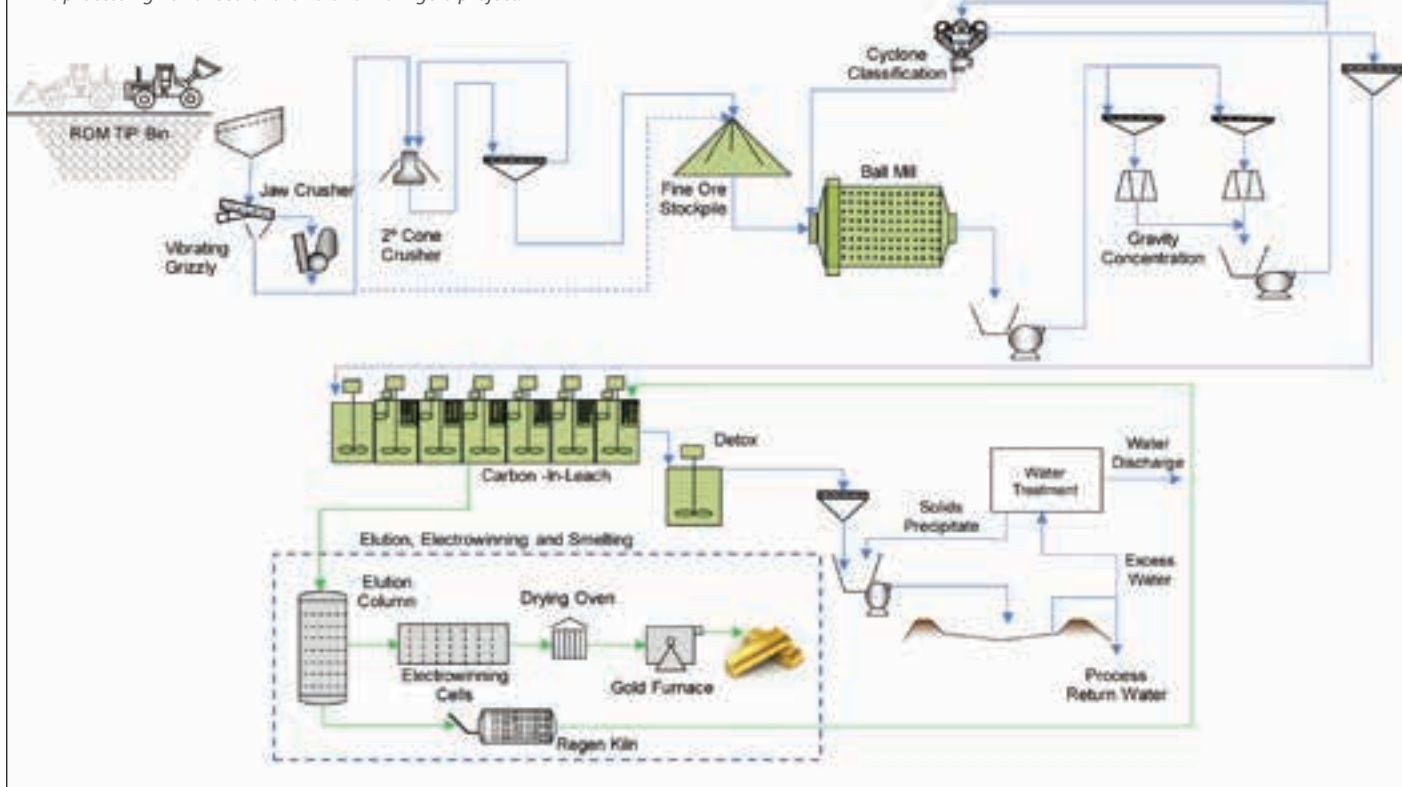 ROM TiP Bin
Jaw Crusher
Vibrating
Grizzly
2° Cone
Crusher
Fine Ore
Stockpile
Ball Mill
Cyclone
Classification
Gravity
Concentration
Carbon -In-Leach
Detox
Water
Treatment
Water
Discharge
Solids
Precipitate
Excess
Water
Process
Return Water
Elution, Electrowinning and Smelting
Elution
Column
Electrowinning
Cells
Drying Oven
Gold Furnace
Regen Kiln